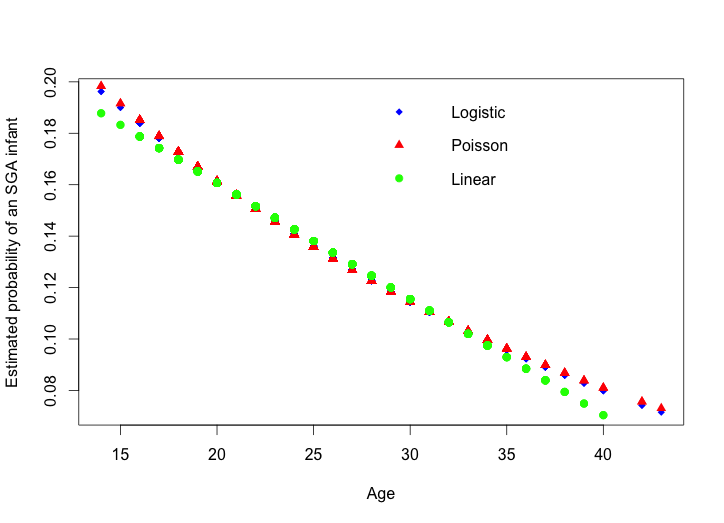 Estimated probability of an SGA infant
0.20
0.18
0.16
0.14
0.12
0.10
0.08
Logistic
Poisson
Linear
15 20 25 30 35 40
Age